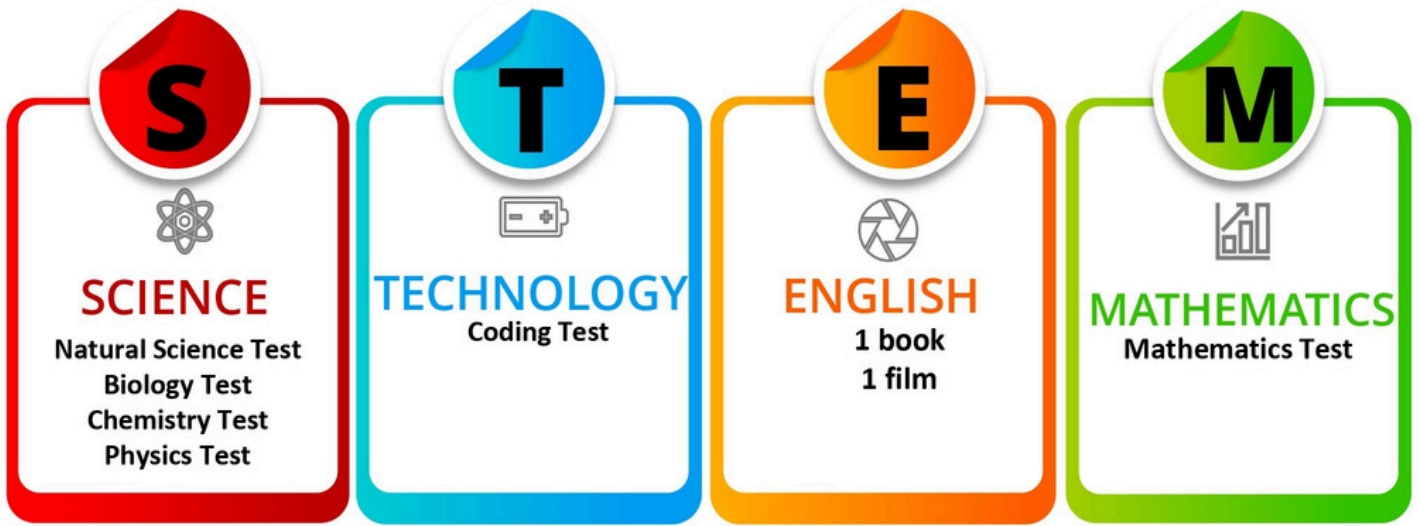 S
SCIENCE
Natural Science Test
Biology Test
Chemistry Test
Physics Test
T
TECHNOLOGY
Coding Test
E
ENGLISH
1 book
1 film
M
MATHEMATICS
Mathematics Test